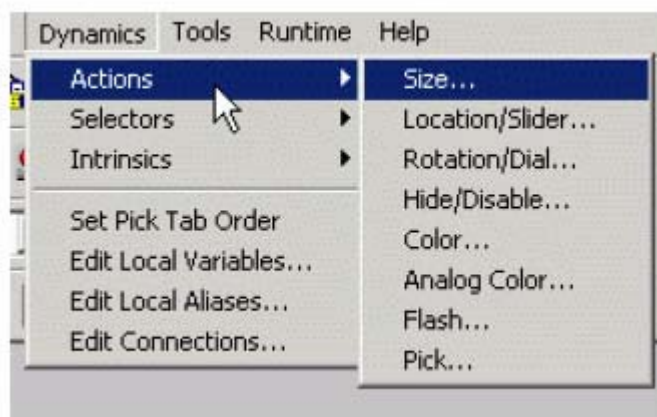 Dynamics Tools Runtime Help
Actions
Selectors
Intrinsics
Set Pick Tab Order
Edit Local Variables...
Edit Local Aliases...
Edit Connections...
Size...
Location/Slider...
Rotation/Dial...
Hide/Disable...
Color...
Analog Color...
Flash...
Pick...